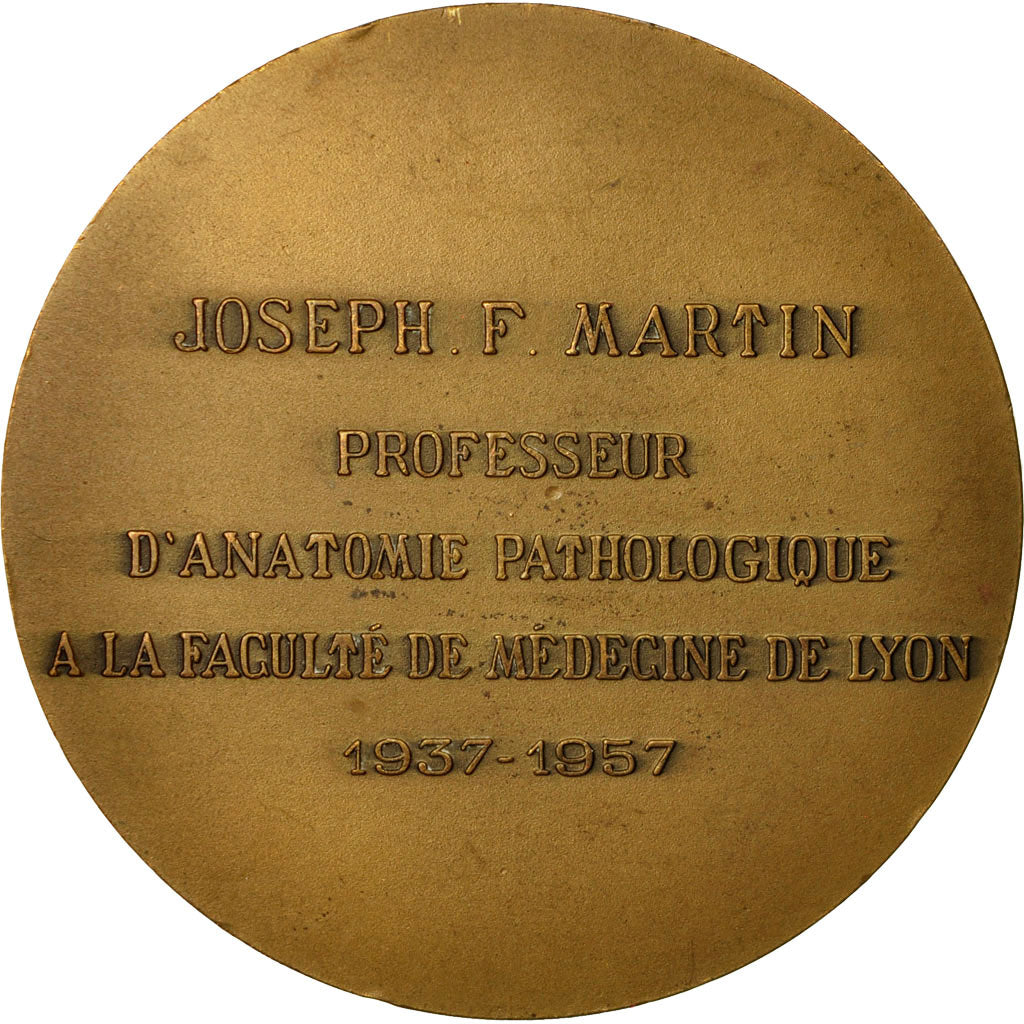 JOSEPH. F. MARTIN
PROFESSEUR
D'ANATOMIE PATHOLOGIQUE
A LA FACULTÉ DE MÉDECINE DE LYON
1937-1957